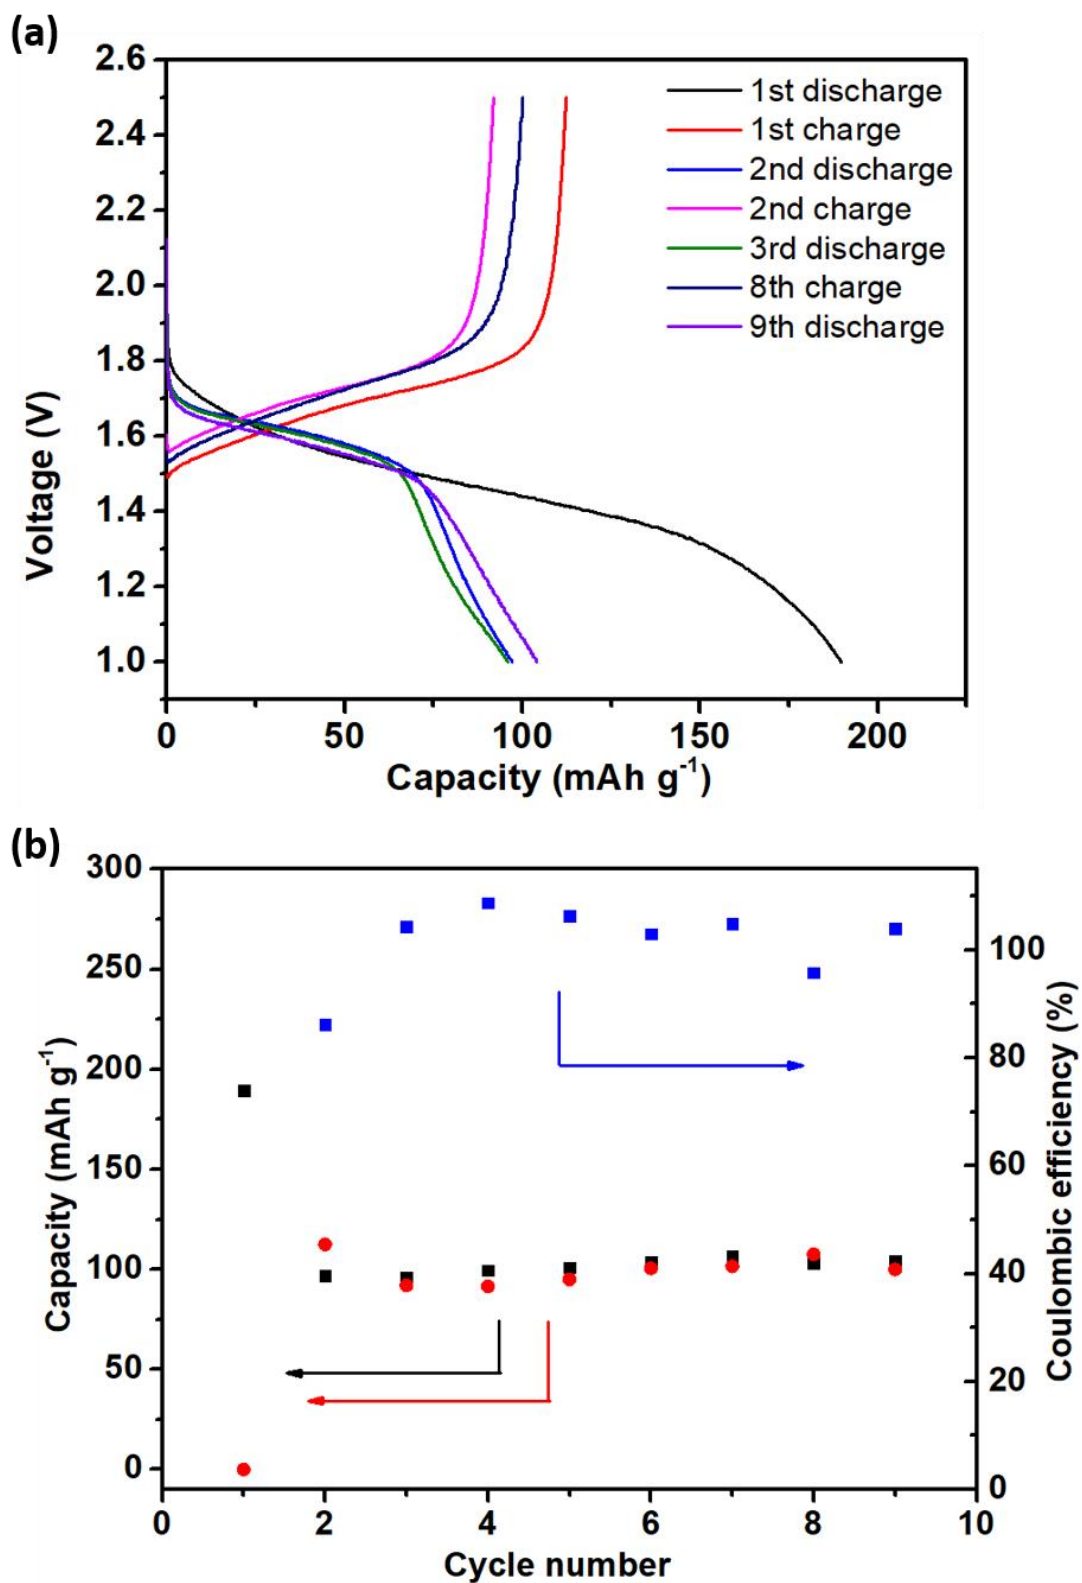 (a)
2.6
2.4
2.2
2.0
1.8
1.6
1.4
1.2
1.0
Voltage (V)
1st discharge
1st charge
2nd discharge
2nd charge
3rd discharge
8th charge
9th discharge
0 50 100 150 200
Capacity (mAh g⁻¹)
(b)
300
250
200
150
100
50
0
Capacity (mAh g⁻¹)
100
80
60
40
20
0
Coulombic efficiency (%)
0 2 4 6 8 10
Cycle number